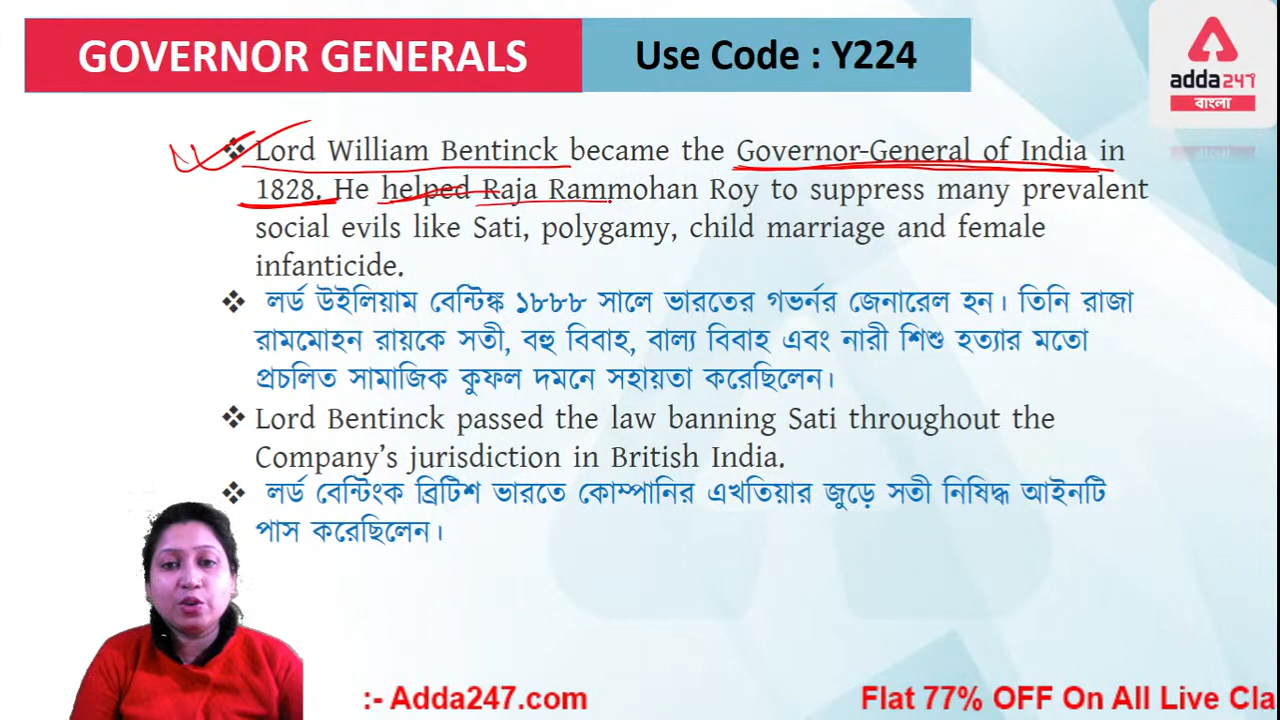 GOVERNOR GENERALS
Use Code : Y224
adda247
বাংলা
❖ Lord William Bentinck became the Governor-General of India in
1828. He helped Raja Rammohan Roy to suppress many prevalent
social evils like Sati, polygamy, child marriage and female
infanticide.
❖ লর্ড উইলিয়াম বেন্টিঙ্ক ১৮৮৮ সালে ভারতের গভর্নর জেনারেল হন। তিনি রাজা
রামমোহন রায়কে সতী, বহু বিবাহ, বাল্য বিবাহ এবং নারী শিশু হত্যার মতো
প্রচলিত সামাজিক কুফল দমনে সহায়তা করেছিলেন।
❖ Lord Bentinck passed the law banning Sati throughout the
Company’s jurisdiction in British India.
❖ লর্ড বেন্টিংক ব্রিটিশ ভারতে কোম্পানির এখতিয়ার জুড়ে সতী নিষিদ্ধ আইনটি
পাস করেছিলেন।
:- Adda247.com
Flat 77% OFF On All Live Cla